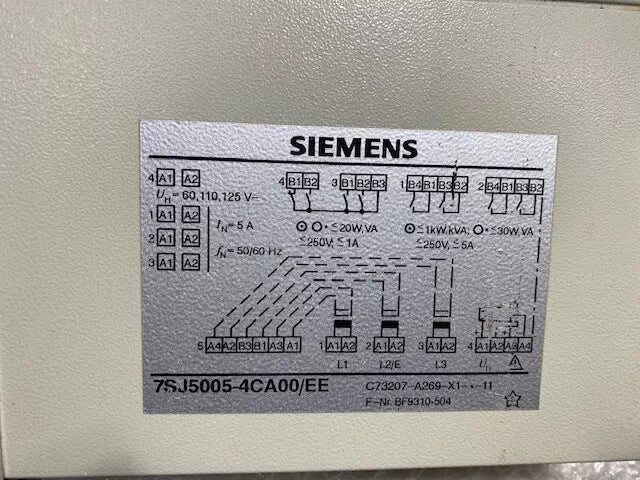 SIEMENS
4 A1 A2
UH = 60,110,125 V-
1 A1 A2
IN = 5 A
2 A1 A2
fN = 50/60 Hz
3 A1 A2
4 B1 B2 3 B1 B2 B3 1 B4 B1 B3 B2 2 B4 B1 B3 B2
≤20W,VA ≤1kW,kVA; ≤30W,VA
≤250V; ≤1A ≤250V; ≤5A
5 A4 A2 B3 B1 A3 A1 1 A1 A2 2 A1 A2 3 A1 A2 4 A1 A2 A3 A4
L1 L2/E L3 UH
7SJ5005-4CA00/EE C73207-A269-X1-•-11
F-Nr. BF9310-504